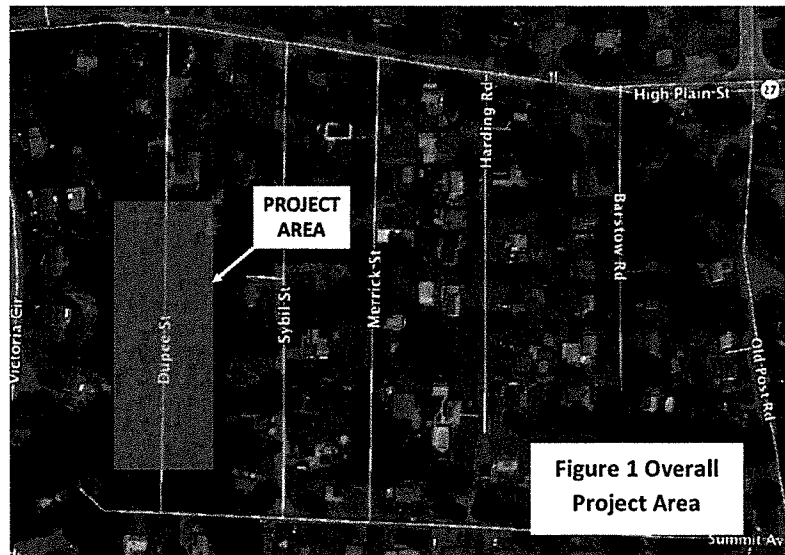 High Plain St
27
Harding Rd
PROJECT
AREA
Barstow Rd
Merrick St
Sybil St
Dupee St
Victoria Cir
Old Post Rd
Figure 1 Overall
Project Area
Summit Av